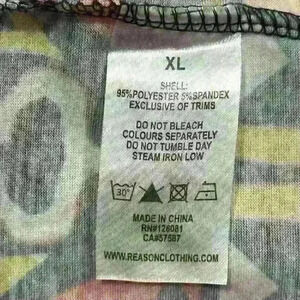 XL
SHELL:
95%POLYESTER 5%SPANDEX
EXCLUSIVE OF TRIMS
DO NOT BLEACH
COLOURS SEPARATELY
DO NOT TUMBLE DAY
STEAM IRON LOW
30°
MADE IN CHINA
RN#126081
CA#57587
WWW.REASONCLOTHING.COM